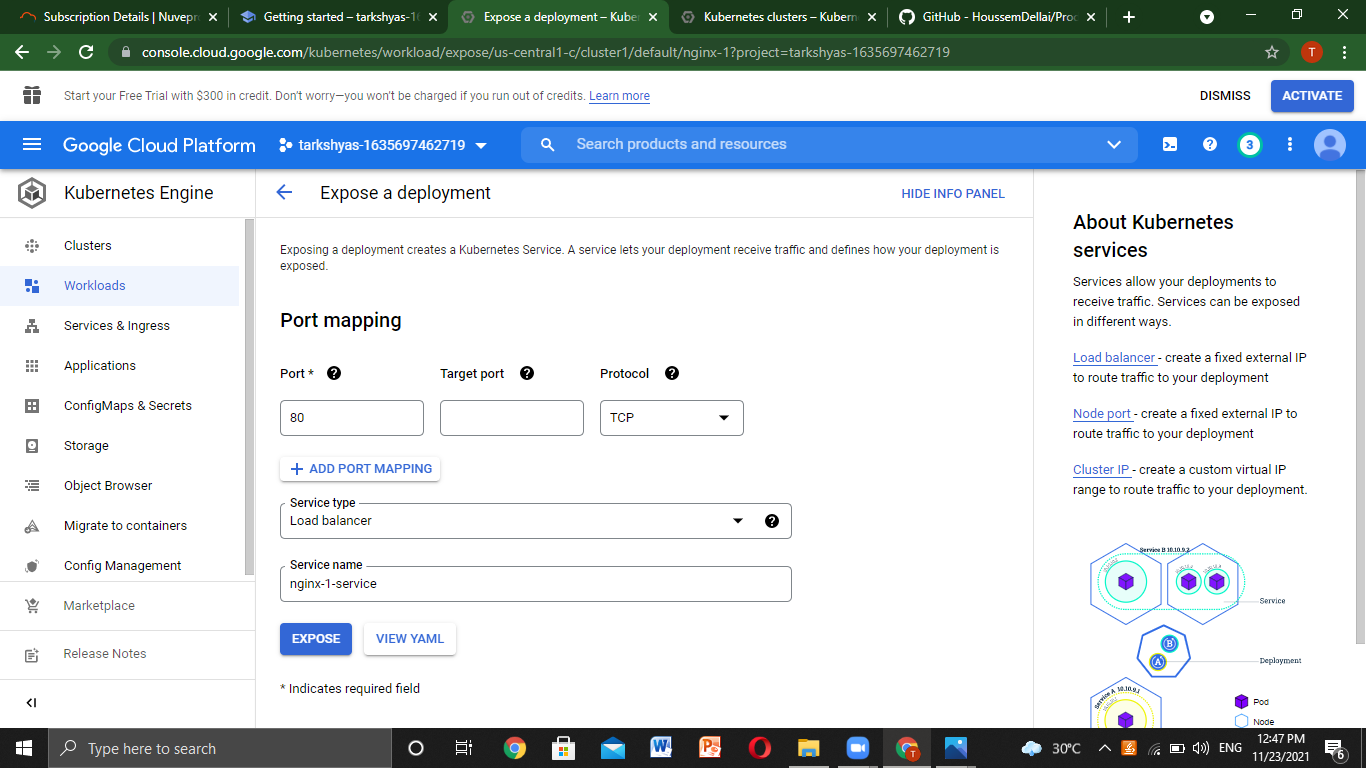 Subscription Details | Nuvepr
Getting started – tarkshyas-1
Expose a deployment – Kube
Kubernetes clusters – Kubern
GitHub - HoussemDellai/Proc
console.cloud.google.com/kubernetes/workload/expose/us-central1-c/cluster1/default/nginx-1?project=tarkshyas-1635697462719
T
Start your Free Trial with $300 in credit. Don't worry—you won't be charged if you run out of credits. Learn more
DISMISS
ACTIVATE
Google Cloud Platform
tarkshyas-1635697462719
Search products and resources
3
Kubernetes Engine
Clusters
Workloads
Services & Ingress
Applications
ConfigMaps & Secrets
Storage
Object Browser
Migrate to containers
Config Management
Marketplace
Release Notes
Expose a deployment
HIDE INFO PANEL
Exposing a deployment creates a Kubernetes Service. A service lets your deployment receive traffic and defines how your deployment is
exposed.
Port mapping
Port *
Target port
Protocol
80
TCP
ADD PORT MAPPING
Service type
Load balancer
Service name
nginx-1-service
EXPOSE
VIEW YAML
* Indicates required field
About Kubernetes
services
Services allow your deployments to
receive traffic. Services can be exposed
in different ways.
Load balancer - create a fixed external IP
to route traffic to your deployment
Node port - create a fixed external IP to
route traffic to your deployment
Cluster IP - create a custom virtual IP
range to route traffic to your deployment.
Service B 10.10.9.2
Service
B
A
Deployment
Service A 10.10.9.1
Pod
Node
Type here to search
30°C
ENG
12:47 PM
11/23/2021
6